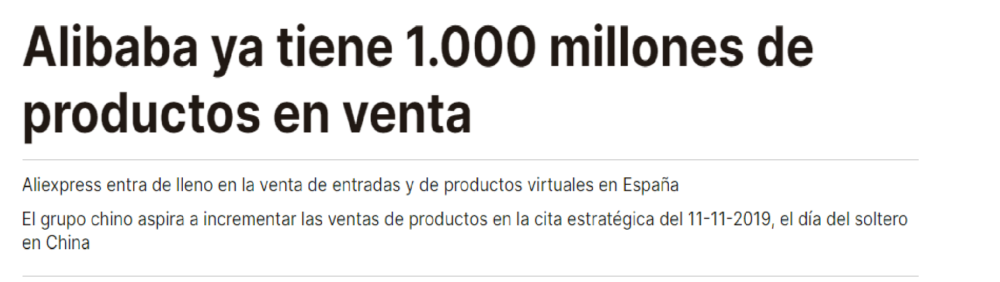 Alibaba ya tiene 1.000 millones de
productos en venta
Aliexpress entra de lleno en la venta de entradas y de productos virtuales en España
El grupo chino aspira a incrementar las ventas de productos en la cita estratégica del 11-11-2019, el día del soltero
en China